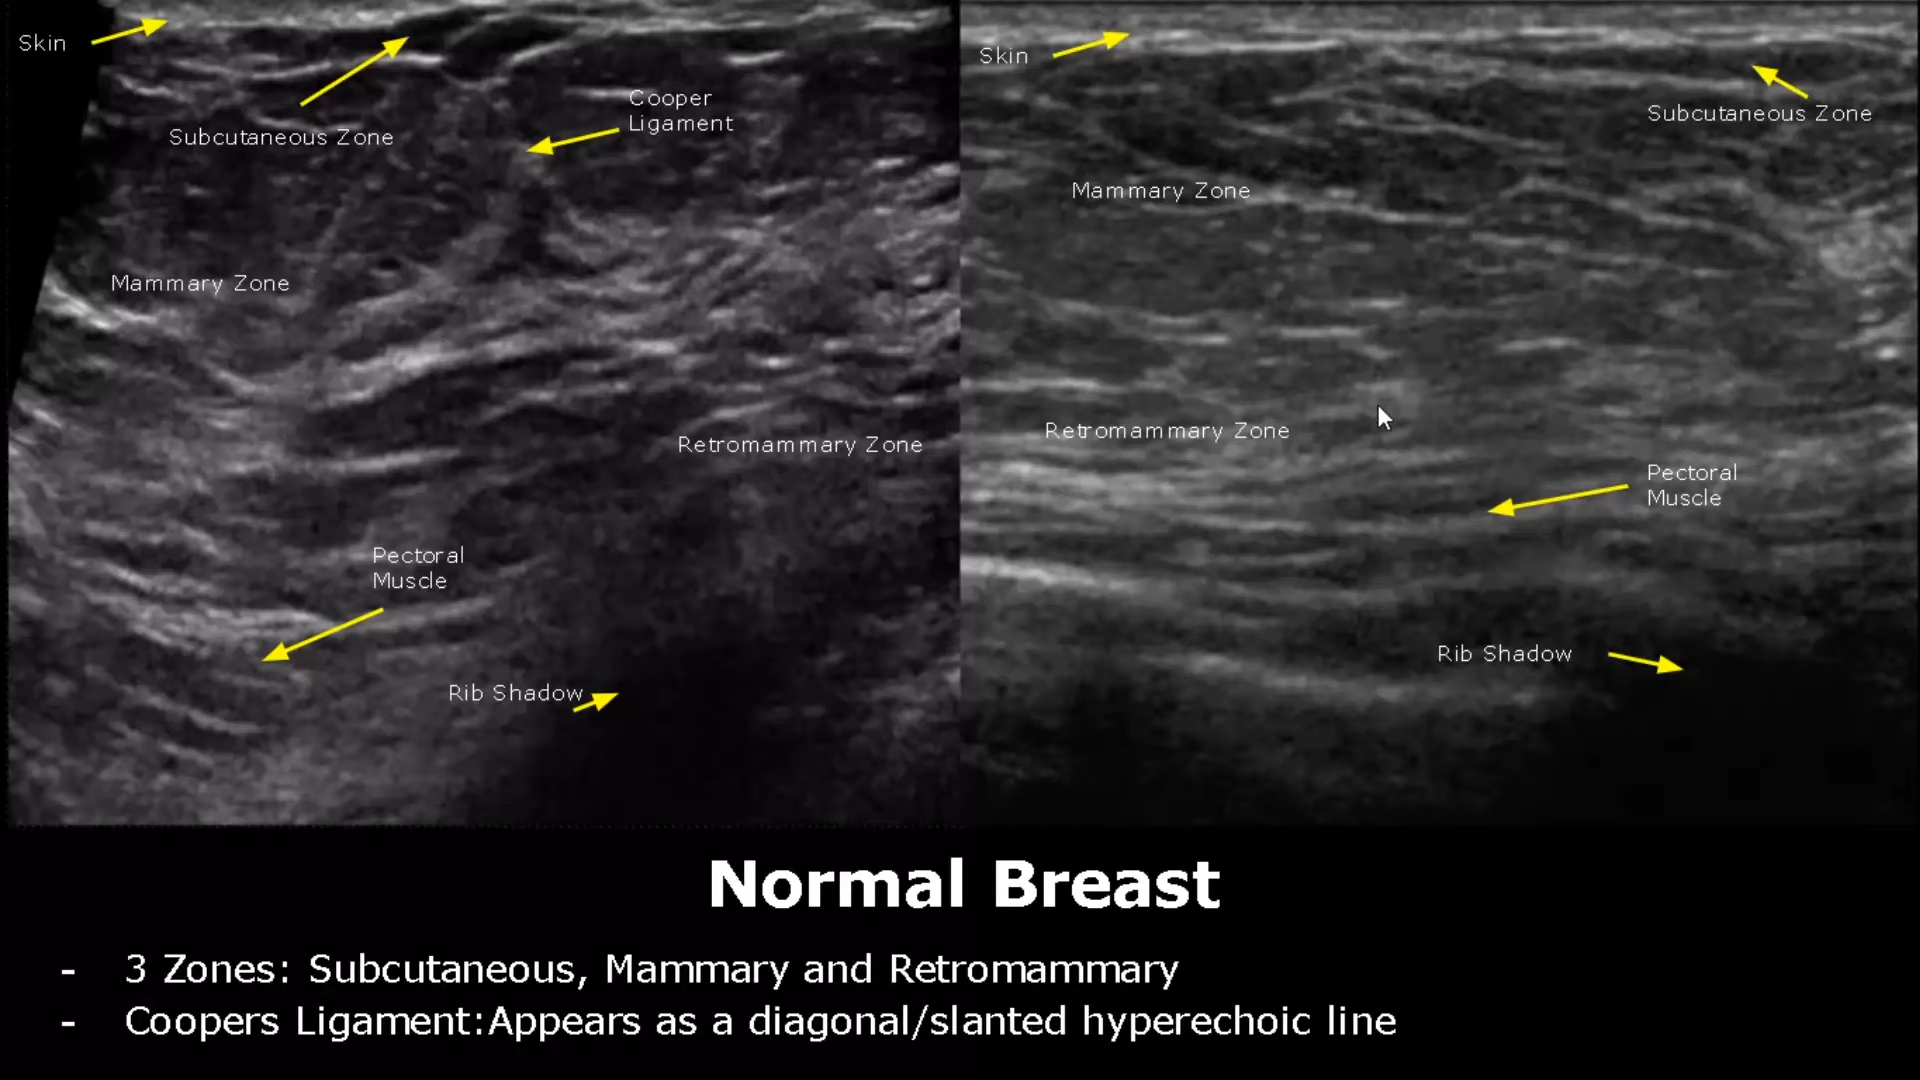 Skin
Subcutaneous Zone
Cooper
Ligament
Mammary Zone
Retromammary Zone
Pectoral
Muscle
Rib Shadow
Skin
Subcutaneous Zone
Mammary Zone
Retromammary Zone
Pectoral
Muscle
Rib Shadow
Normal Breast
- 3 Zones: Subcutaneous, Mammary and Retromammary
- Coopers Ligament:Appears as a diagonal/slanted hyperechoic line